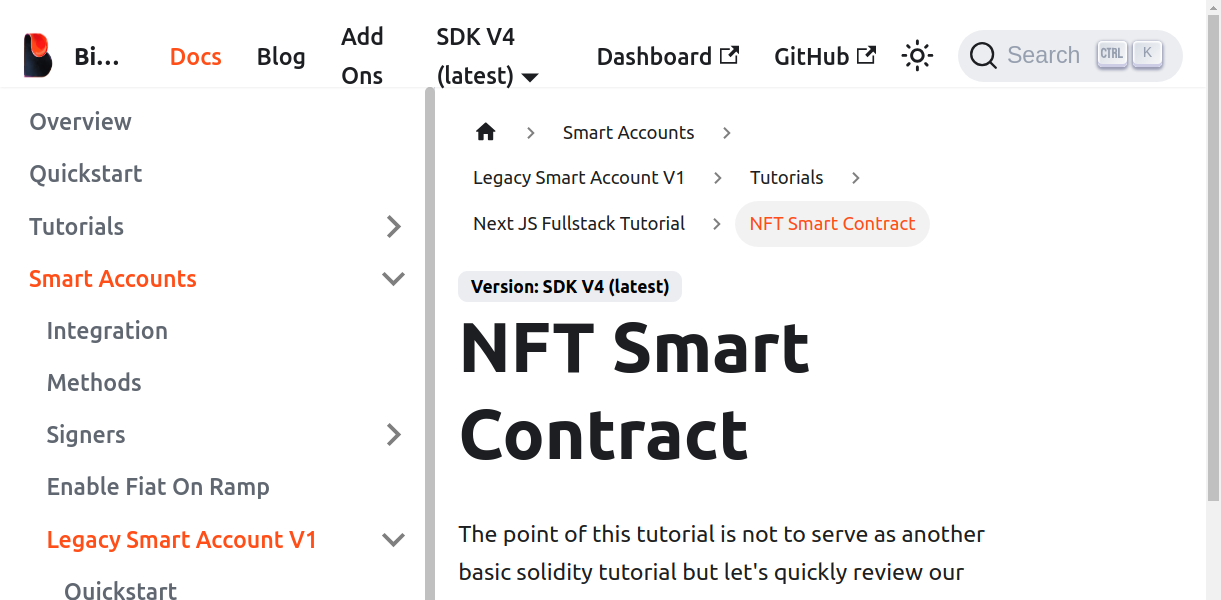 Bi...
Docs
Blog
Add
Ons
SDK V4
(latest)
Dashboard
GitHub
Search
CTRL
K
Overview
Quickstart
Tutorials
Smart Accounts
Integration
Methods
Signers
Enable Fiat On Ramp
Legacy Smart Account V1
Quickstart
Smart Accounts
Legacy Smart Account V1
Tutorials
Next JS Fullstack Tutorial
NFT Smart Contract
Version: SDK V4 (latest)
NFT Smart
Contract
The point of this tutorial is not to serve as another
basic solidity tutorial but let's quickly review our